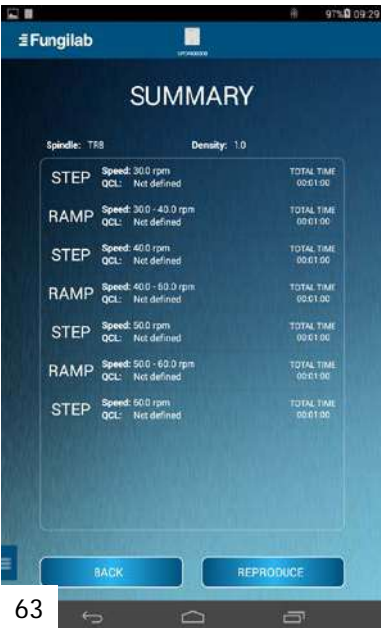 97% 09:29
Fungilab
SUMMARY
Spindle: TR8 Density: 1.0
STEP Speed: 30.0 rpm TOTAL TIME
QCL: Not defined 00:01:00
RAMP Speed: 30.0 - 40.0 rpm TOTAL TIME
QCL: Not defined 00:01:00
STEP Speed: 40.0 rpm TOTAL TIME
QCL: Not defined 00:01:00
RAMP Speed: 40.0 - 50.0 rpm TOTAL TIME
QCL: Not defined 00:01:00
STEP Speed: 50.0 rpm TOTAL TIME
QCL: Not defined 00:01:00
RAMP Speed: 50.0 - 60.0 rpm TOTAL TIME
QCL: Not defined 00:01:00
STEP Speed: 60.0 rpm TOTAL TIME
QCL: Not defined 00:01:00
BACK REPRODUCE
63